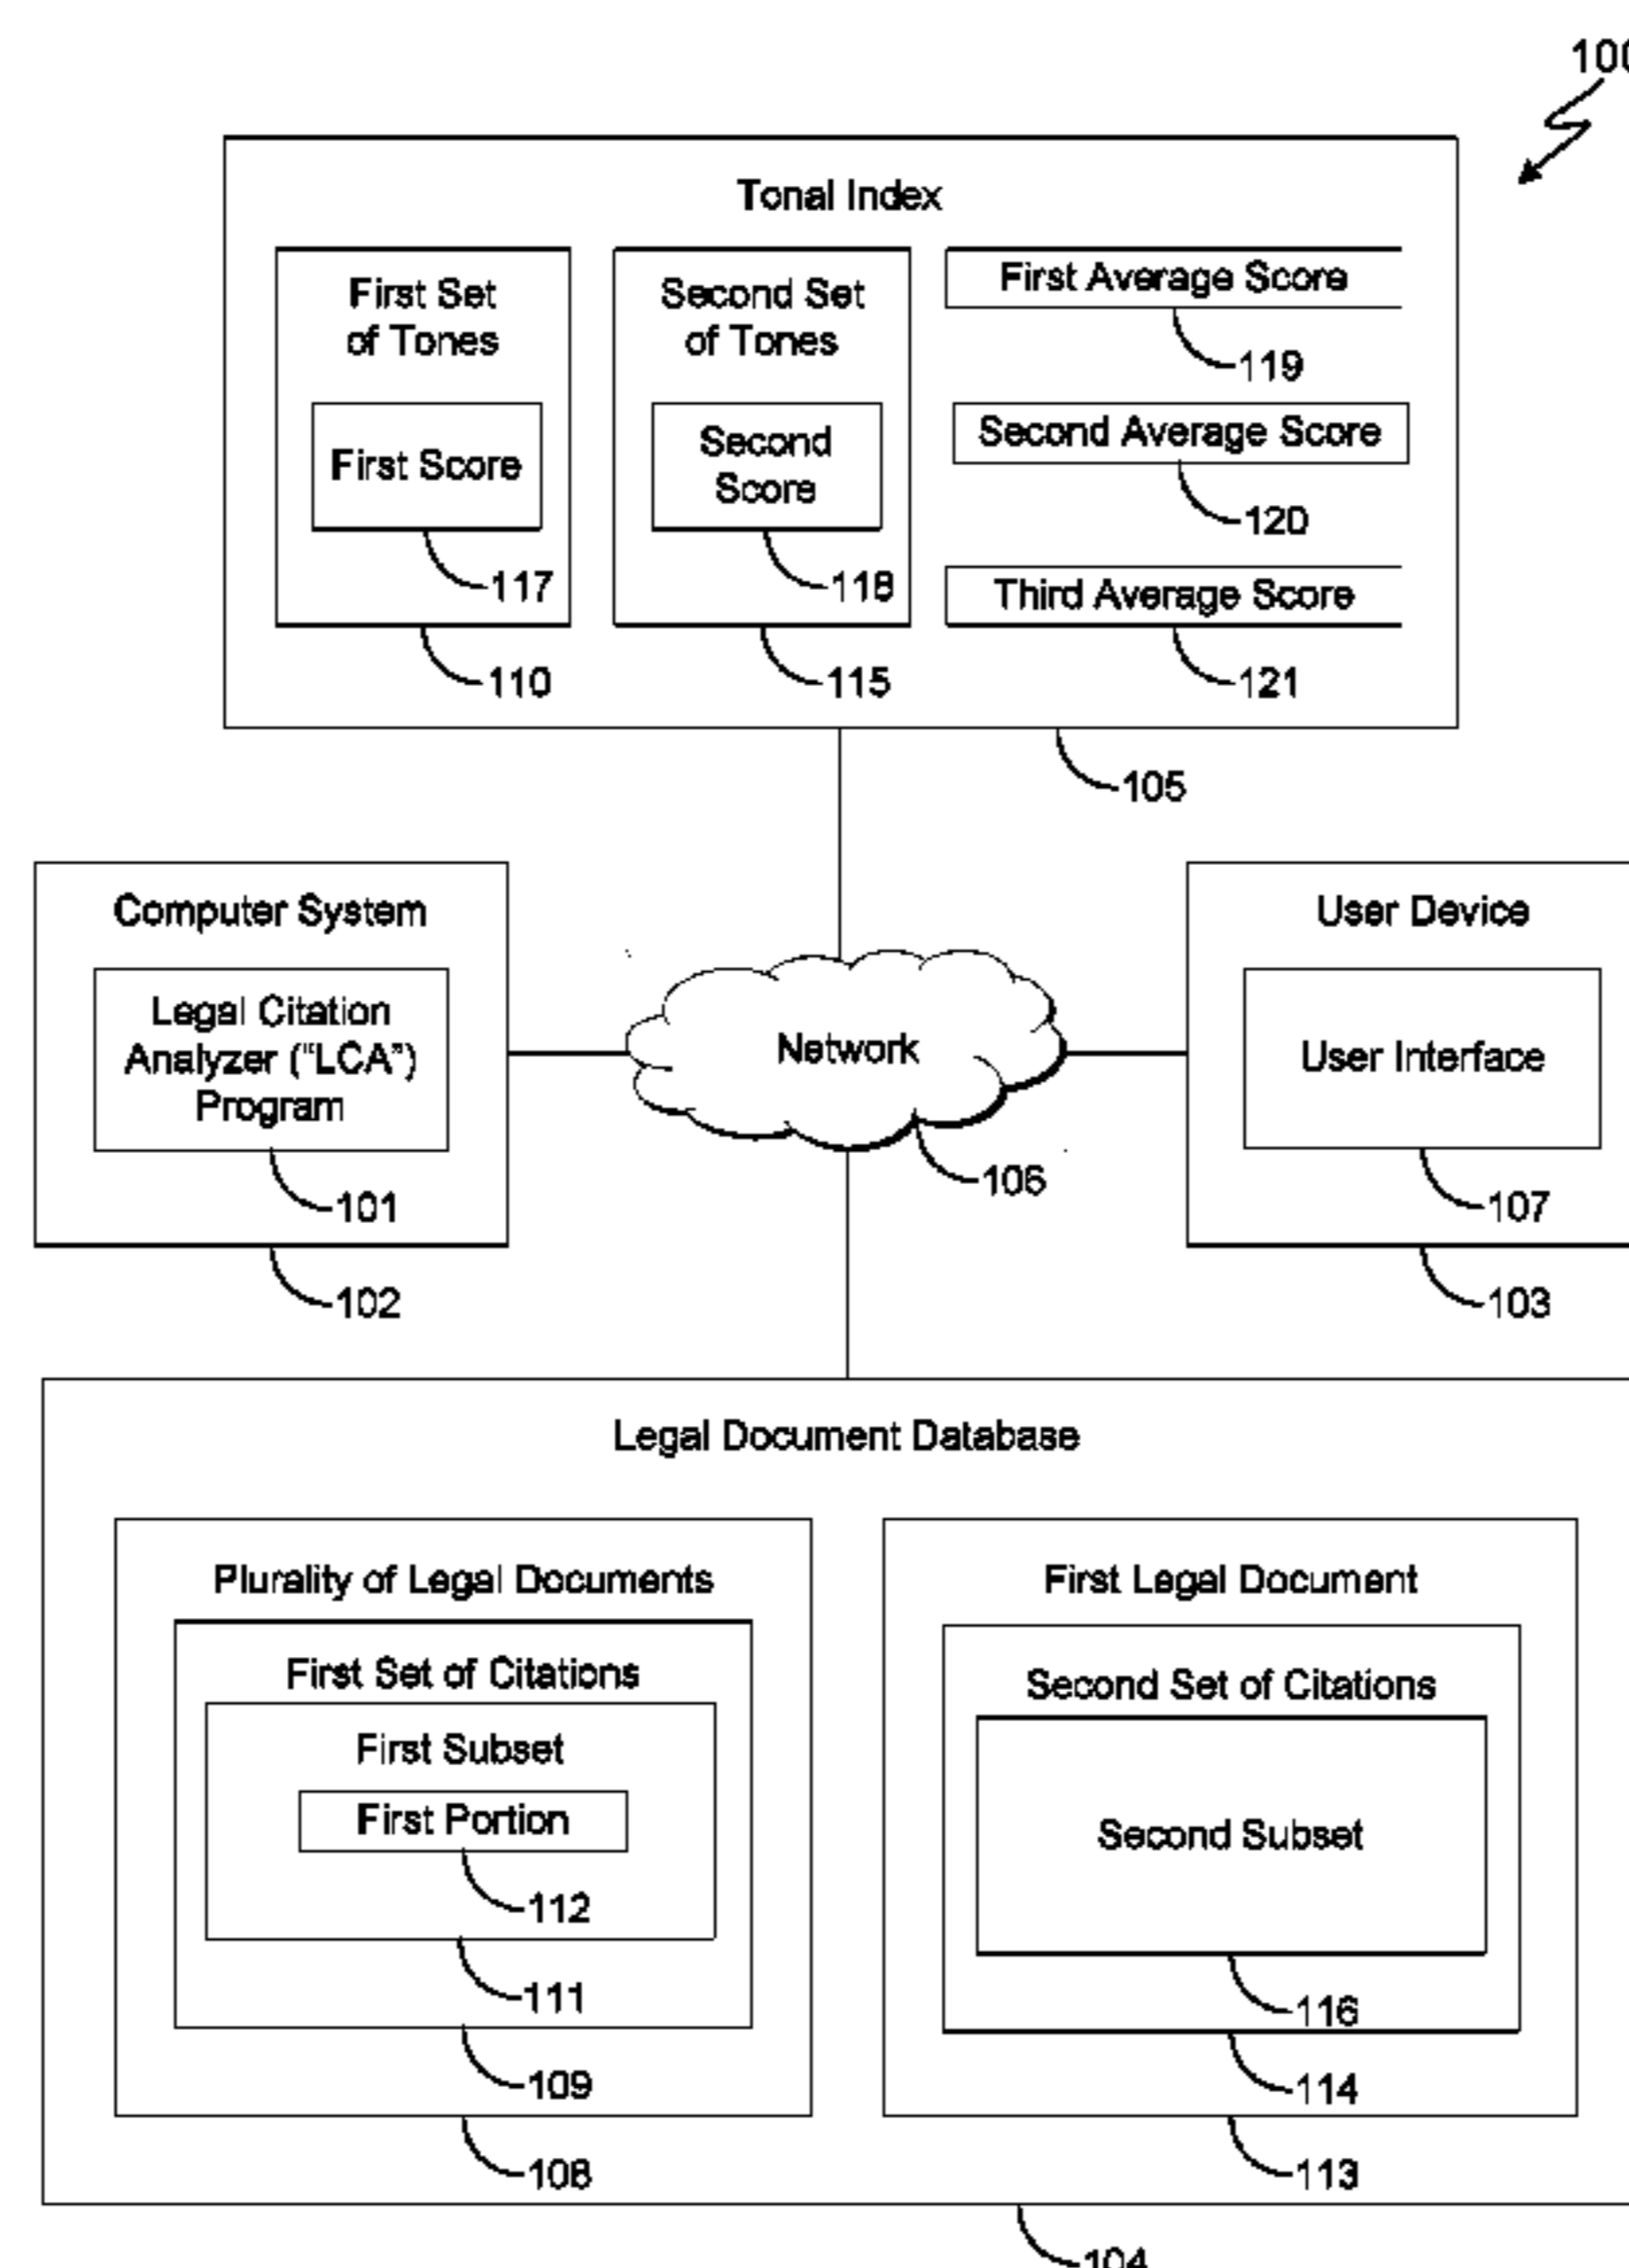 100
Tonal Index
First Set
of Tones
First Score
117
110
Second Set
of Tones
Second
Score
118
115
First Average Score
119
Second Average Score
120
Third Average Score
121
105
Computer System
Legal Citation
Analyzer ("LCA")
Program
101
102
Network
106
User Device
User Interface
107
103
Legal Document Database
Plurality of Legal Documents
First Set of Citations
First Subset
First Portion
112
111
109
108
First Legal Document
Second Set of Citations
Second Subset
116
114
113
104